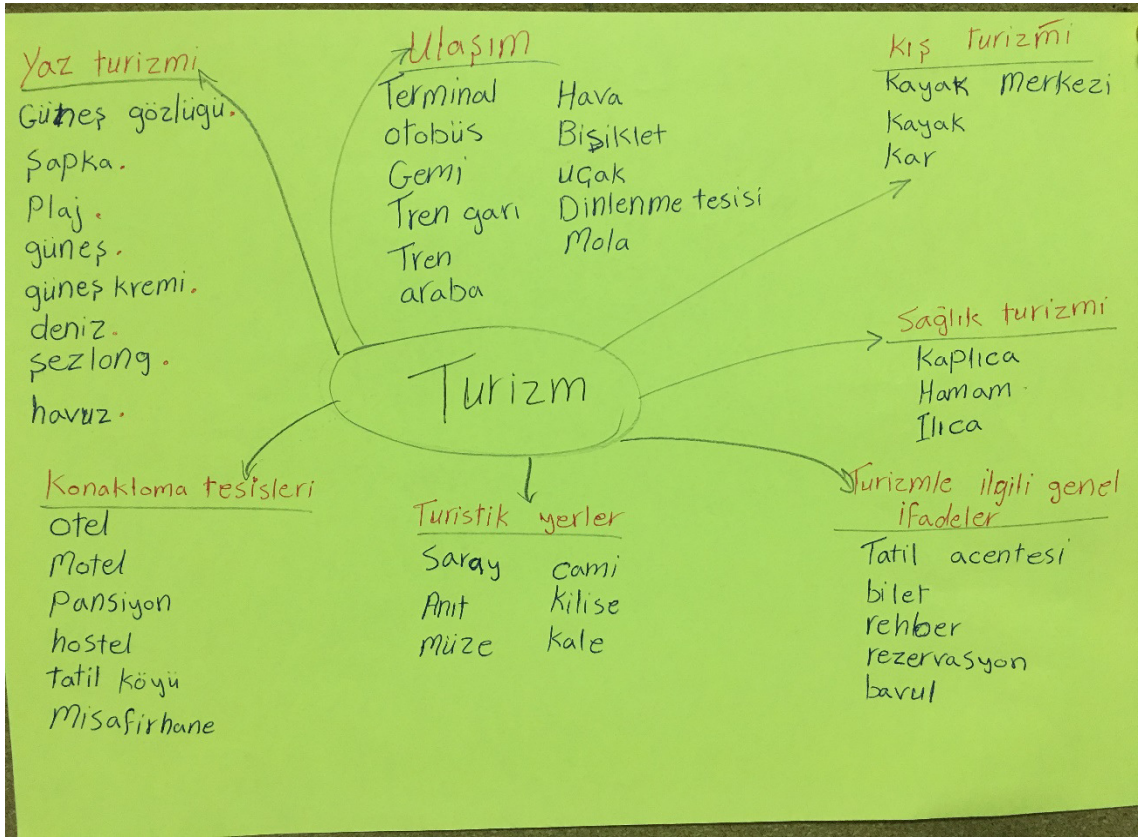 Yaz turizmi
Güneş gözlüğü.
Şapka.
Plaj.
güneş.
güneş kremi.
deniz.
şezlong.
havuz.
Ulaşım
Terminal
otobüs
Gemi
Tren garı
Tren
araba
Hava
Bişiklet
uçak
Dinlenme tesisi
Mola
Kış turizmi
Kayak merkezi
Kayak
Kar
Sağlık turizmi
Kaplıca
Hamam
Ilıca
Turizm
Konaklama tesisleri
otel
Motel
Pansiyon
hostel
tatil köyü
Misafirhane
Turistik yerler
Saray
Anıt
müze
cami
kilise
kale
Turizmle ilgili genel
ifadeler
Tatil acentesi
bilet
rehber
rezervasyon
bavul